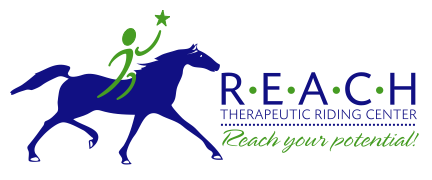 R·E·A·C·H
THERAPEUTIC RIDING CENTER
Reach your potential!